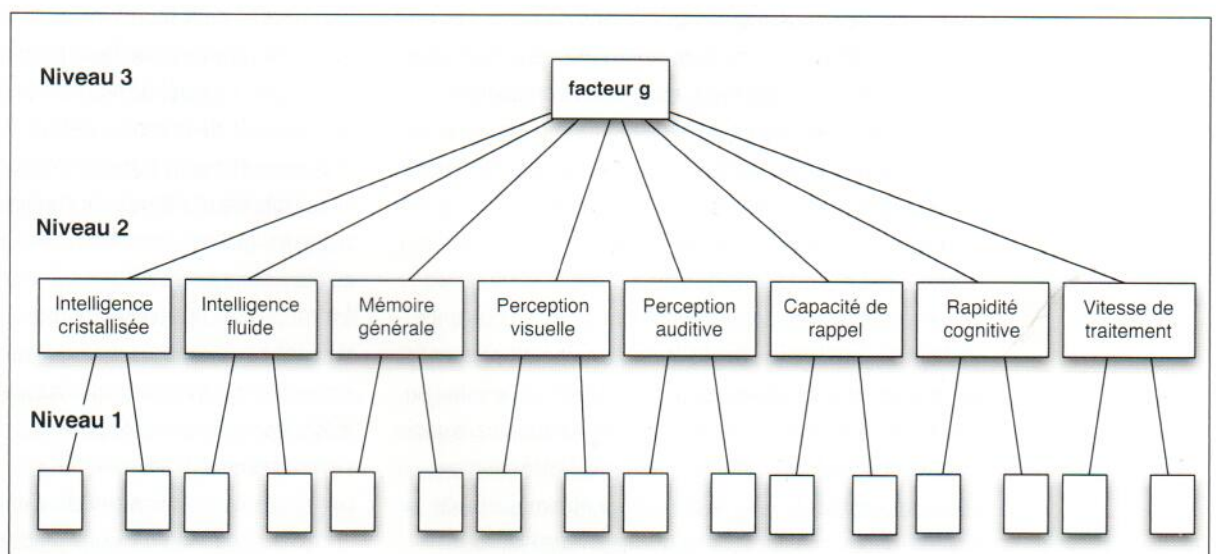 Niveau 3
facteur g
Niveau 2
Intelligence
cristallisée
Intelligence
fluide
Mémoire
générale
Perception
visuelle
Perception
auditive
Capacité de
rappel
Rapidité
cognitive
Vitesse de
traitement
Niveau 1